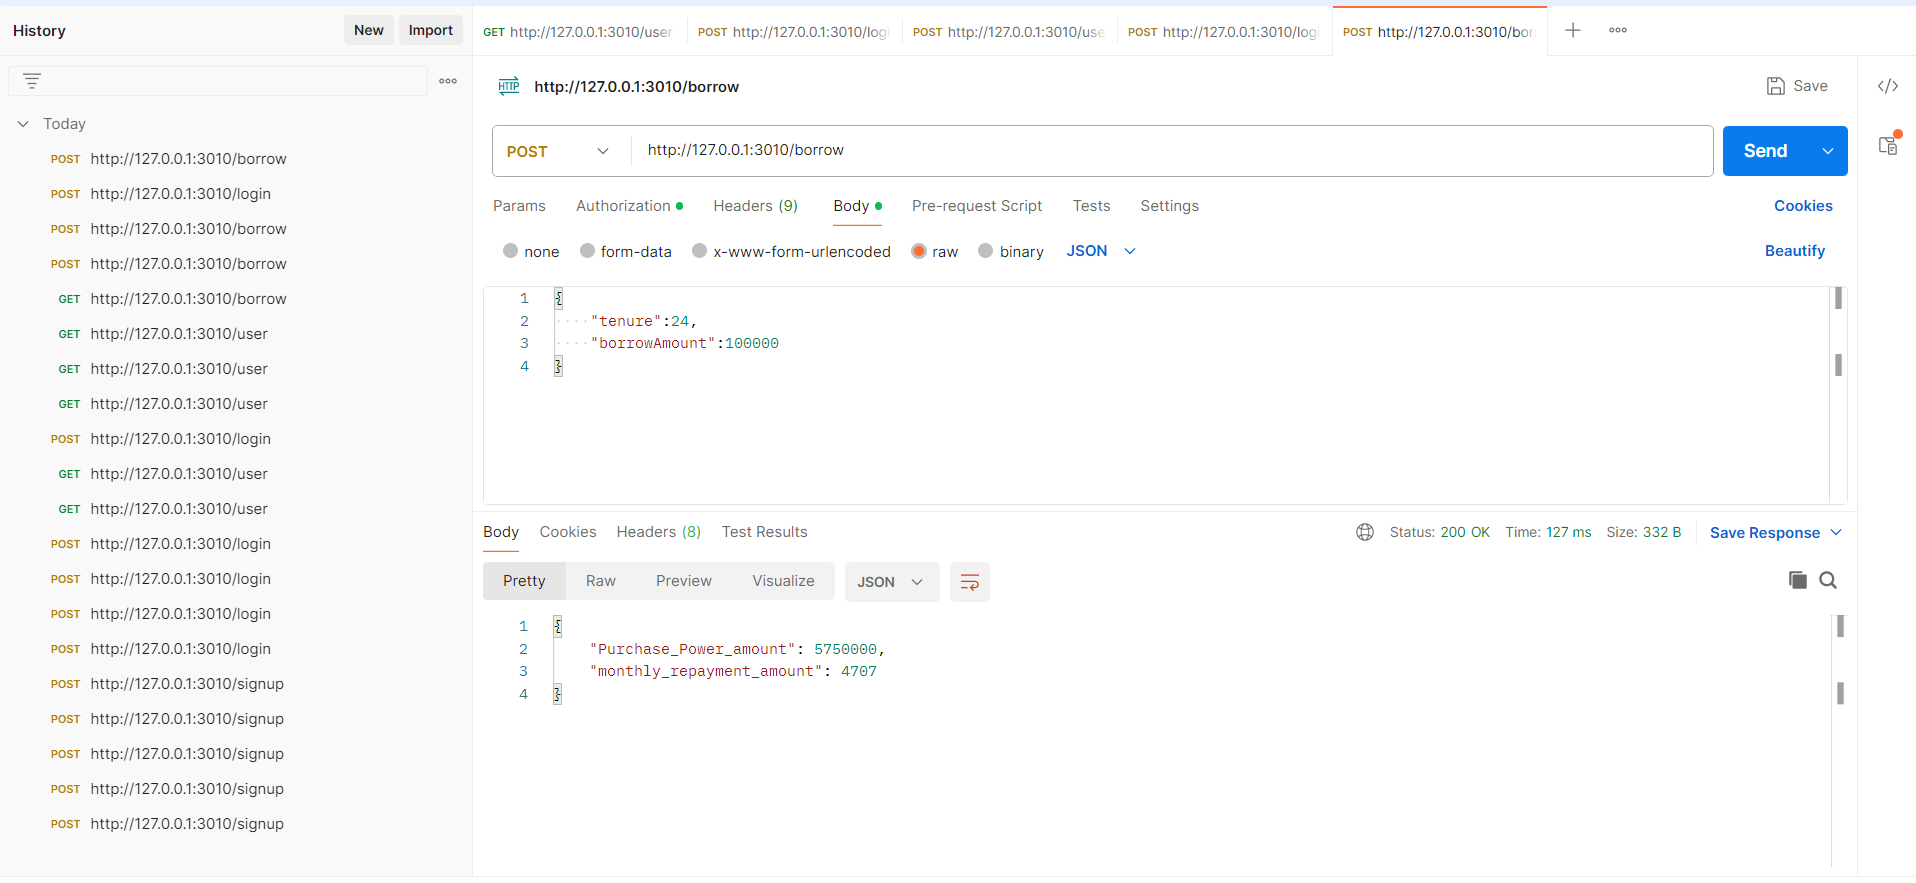 History
New
Import
Today
POST http://127.0.0.1:3010/borrow
POST http://127.0.0.1:3010/login
POST http://127.0.0.1:3010/borrow
POST http://127.0.0.1:3010/borrow
GET http://127.0.0.1:3010/borrow
GET http://127.0.0.1:3010/user
GET http://127.0.0.1:3010/user
GET http://127.0.0.1:3010/user
POST http://127.0.0.1:3010/login
GET http://127.0.0.1:3010/user
GET http://127.0.0.1:3010/user
POST http://127.0.0.1:3010/login
POST http://127.0.0.1:3010/login
POST http://127.0.0.1:3010/login
POST http://127.0.0.1:3010/login
POST http://127.0.0.1:3010/signup
POST http://127.0.0.1:3010/signup
POST http://127.0.0.1:3010/signup
POST http://127.0.0.1:3010/signup
POST http://127.0.0.1:3010/signup
GET http://127.0.0.1:3010/user
POST http://127.0.0.1:3010/logi
POST http://127.0.0.1:3010/use
POST http://127.0.0.1:3010/logi
POST http://127.0.0.1:3010/bor
HTTP http://127.0.0.1:3010/borrow
Save
POST http://127.0.0.1:3010/borrow
Send
Params Authorization Headers (9) Body Pre-request Script Tests Settings Cookies
none form-data x-www-form-urlencoded raw binary JSON Beautify
1 {
2 "tenure":24,
3 "borrowAmount":100000
4 }
Body Cookies Headers (8) Test Results Status: 200 OK Time: 127 ms Size: 332 B Save Response
Pretty Raw Preview Visualize JSON
1 {
2 "Purchase_Power_amount": 5750000,
3 "monthly_repayment_amount": 4707
4 }